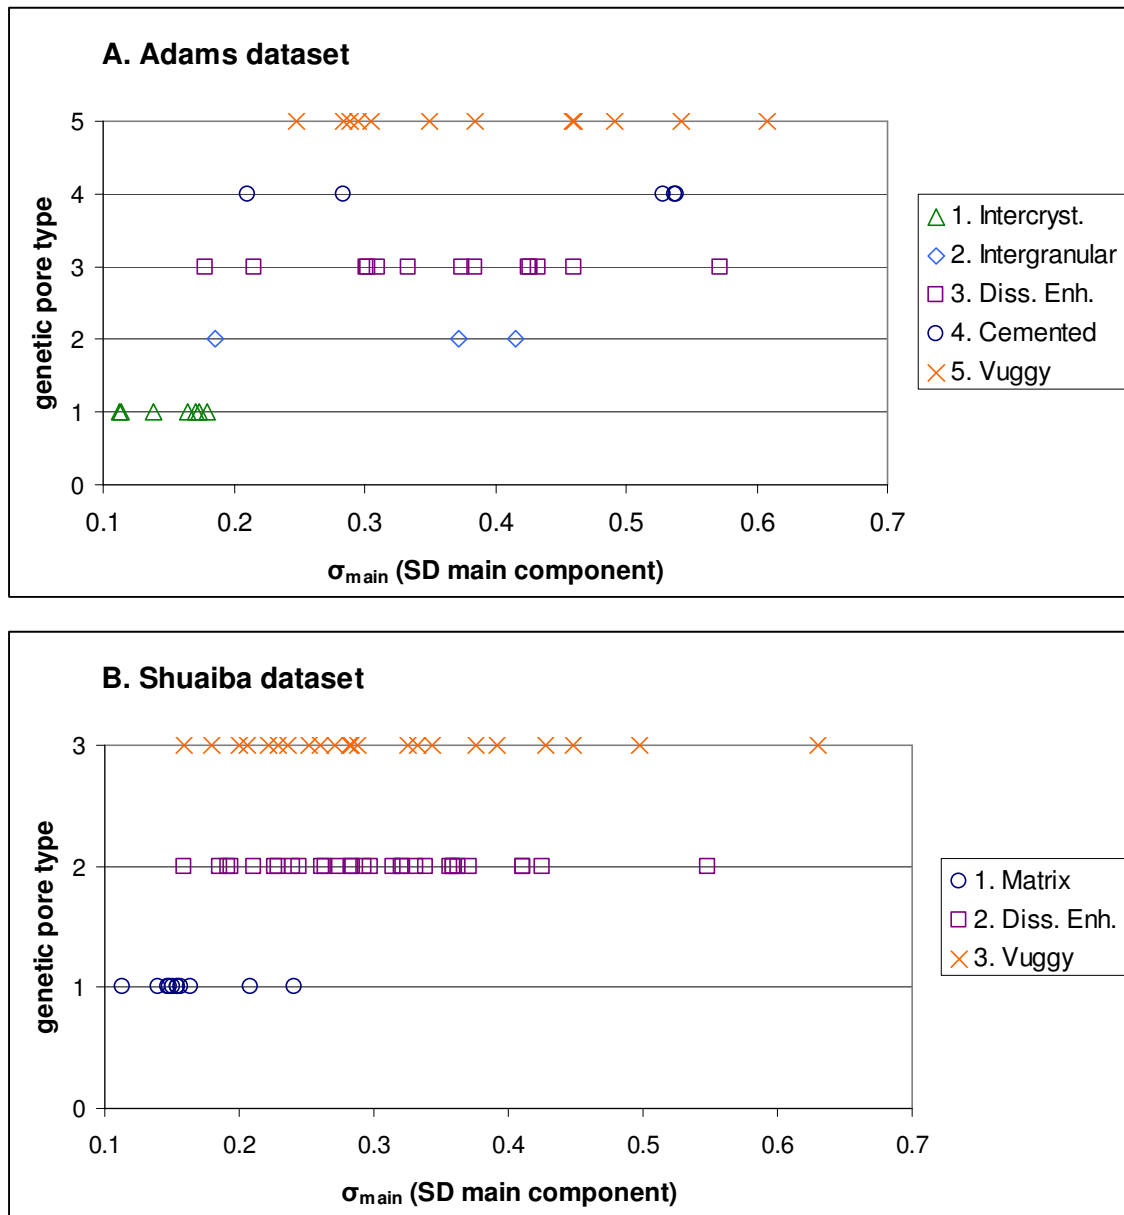 A. Adams dataset
genetic pore type
5
4
3
2
1
0
0.1 0.2 0.3 0.4 0.5 0.6 0.7
σmain (SD main component)
1. Intercryst.
2. Intergranular
3. Diss. Enh.
4. Cemented
5. Vuggy
B. Shuaiba dataset
genetic pore type
3
2
1
0
0.1 0.2 0.3 0.4 0.5 0.6 0.7
σmain (SD main component)
1. Matrix
2. Diss. Enh.
3. Vuggy